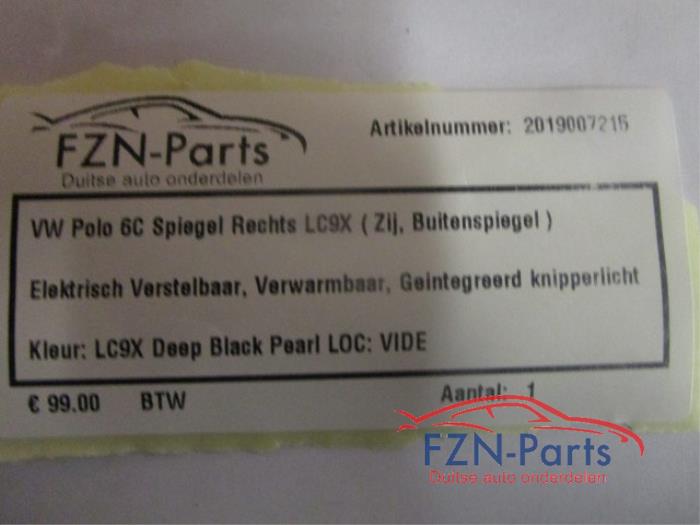 FZN-Parts
Duitse auto onderdelen
Artikelnummer: 2019007215
VW Polo 6C Spiegel Rechts LC9X ( Zij, Buitenspiegel )
Elektrisch Verstelbaar, Verwarmbaar, Geintegreerd knipperlicht
Kleur: LC9X Deep Black Pearl LOC: VIDE
€ 99.00 BTW Aantal: 1
FZN-Parts
Duitse auto onderdelen